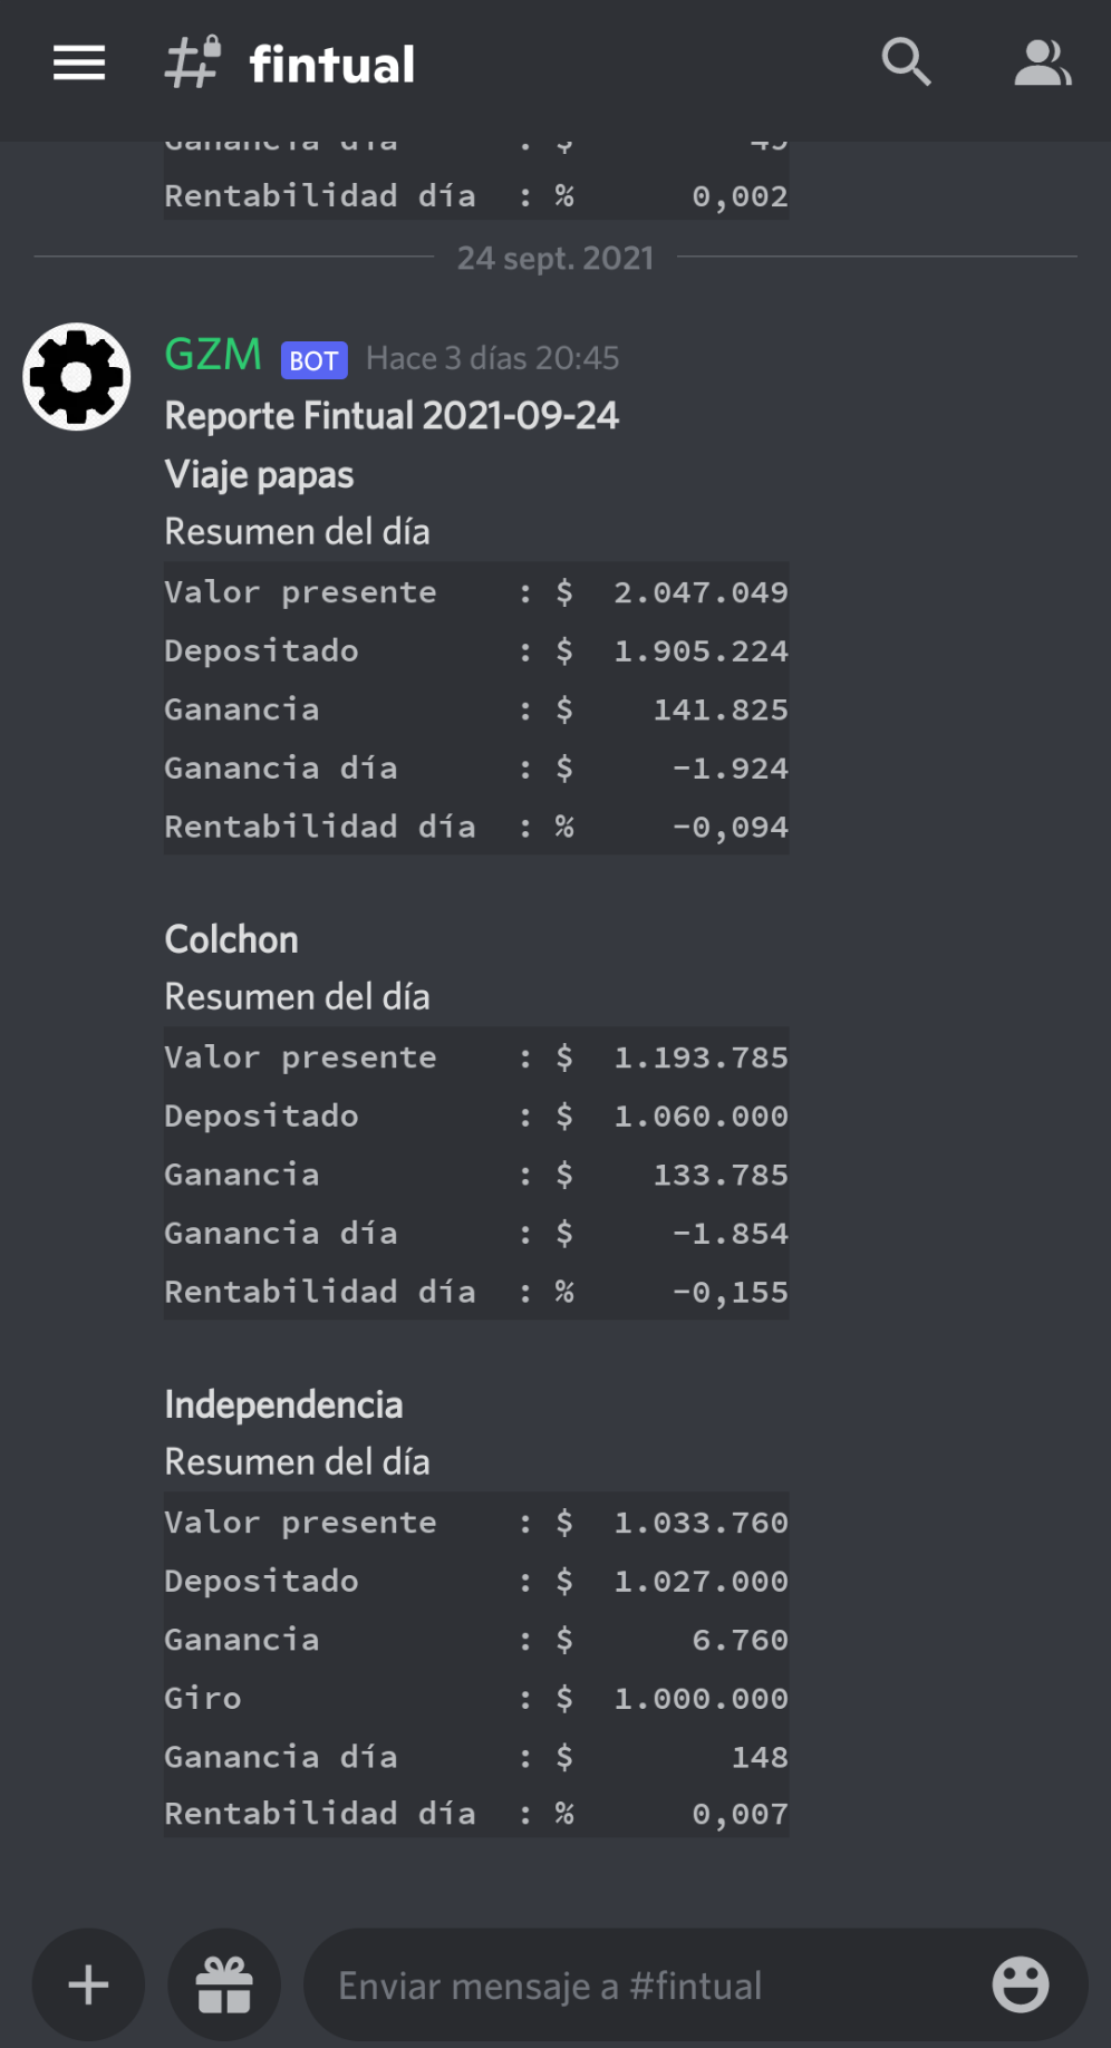 fintual
Ganancia día : $ 49
Rentabilidad día : % 0,002
24 sept. 2021
GZM BOT Hace 3 días 20:45
Reporte Fintual 2021-09-24
Viaje papas
Resumen del día
Valor presente : $ 2.047.049
Depositado : $ 1.905.224
Ganancia : $ 141.825
Ganancia día : $ -1.924
Rentabilidad día : % -0,094
Colchon
Resumen del día
Valor presente : $ 1.193.785
Depositado : $ 1.060.000
Ganancia : $ 133.785
Ganancia día : $ -1.854
Rentabilidad día : % -0,155
Independencia
Resumen del día
Valor presente : $ 1.033.760
Depositado : $ 1.027.000
Ganancia : $ 6.760
Giro : $ 1.000.000
Ganancia día : $ 148
Rentabilidad día : % 0,007
Enviar mensaje a #fintual